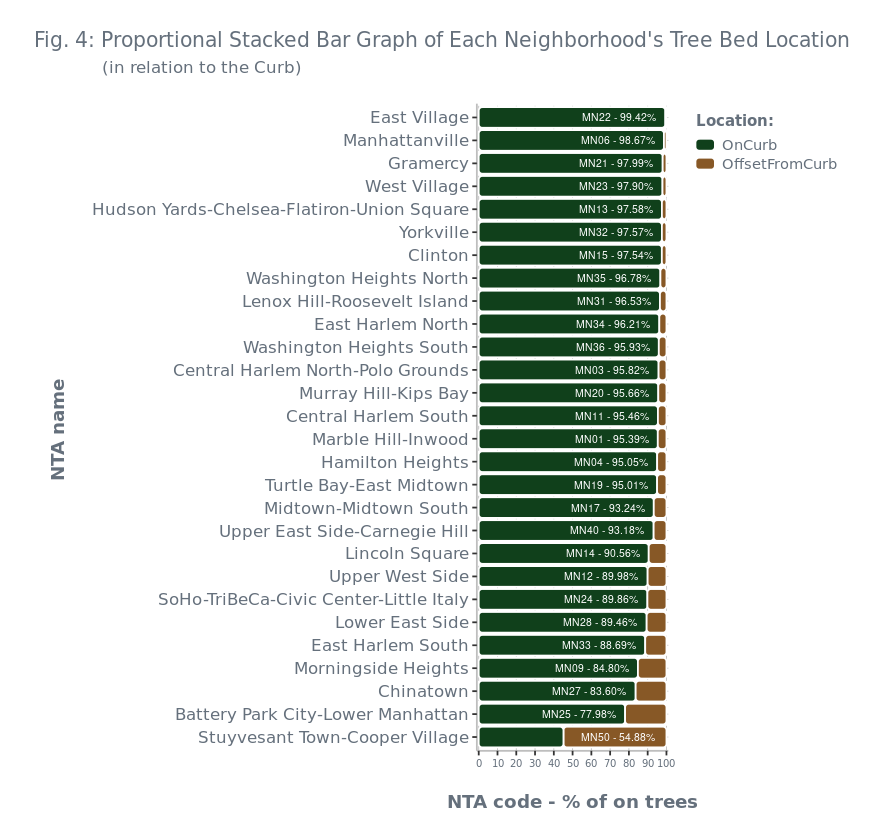 Fig. 4: Proportional Stacked Bar Graph of Each Neighborhood's Tree Bed Location
(in relation to the Curb)
Location:
OnCurb
OffsetFromCurb
NTA name
East Village MN22 - 99.42%
Manhattanville MN06 - 98.67%
Gramercy MN21 - 97.99%
West Village MN23 - 97.90%
Hudson Yards-Chelsea-Flatiron-Union Square MN13 - 97.58%
Yorkville MN32 - 97.57%
Clinton MN15 - 97.54%
Washington Heights North MN35 - 96.78%
Lenox Hill-Roosevelt Island MN31 - 96.53%
East Harlem North MN34 - 96.21%
Washington Heights South MN36 - 95.93%
Central Harlem North-Polo Grounds MN03 - 95.82%
Murray Hill-Kips Bay MN20 - 95.66%
Central Harlem South MN11 - 95.46%
Marble Hill-Inwood MN01 - 95.39%
Hamilton Heights MN04 - 95.05%
Turtle Bay-East Midtown MN19 - 95.01%
Midtown-Midtown South MN17 - 93.24%
Upper East Side-Carnegie Hill MN40 - 93.18%
Lincoln Square MN14 - 90.56%
Upper West Side MN12 - 89.98%
SoHo-TriBeCa-Civic Center-Little Italy MN24 - 89.86%
Lower East Side MN28 - 89.46%
East Harlem South MN33 - 88.69%
Morningside Heights MN09 - 84.80%
Chinatown MN27 - 83.60%
Battery Park City-Lower Manhattan MN25 - 77.98%
Stuyvesant Town-Cooper Village MN50 - 54.88%
0 10 20 30 40 50 60 70 80 90 100
NTA code - % of on trees